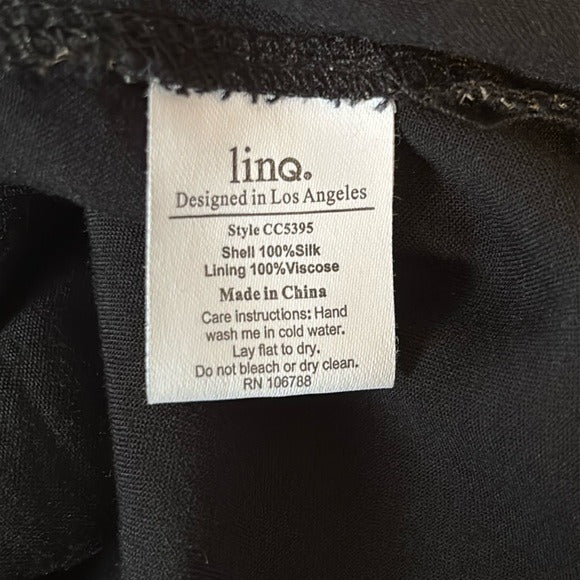 linQ.
Designed in Los Angeles
Style CC5395
Shell 100%Silk
Lining 100%Viscose
Made in China
Care instructions: Hand
wash me in cold water.
Lay flat to dry.
Do not bleach or dry clean.
RN 106788